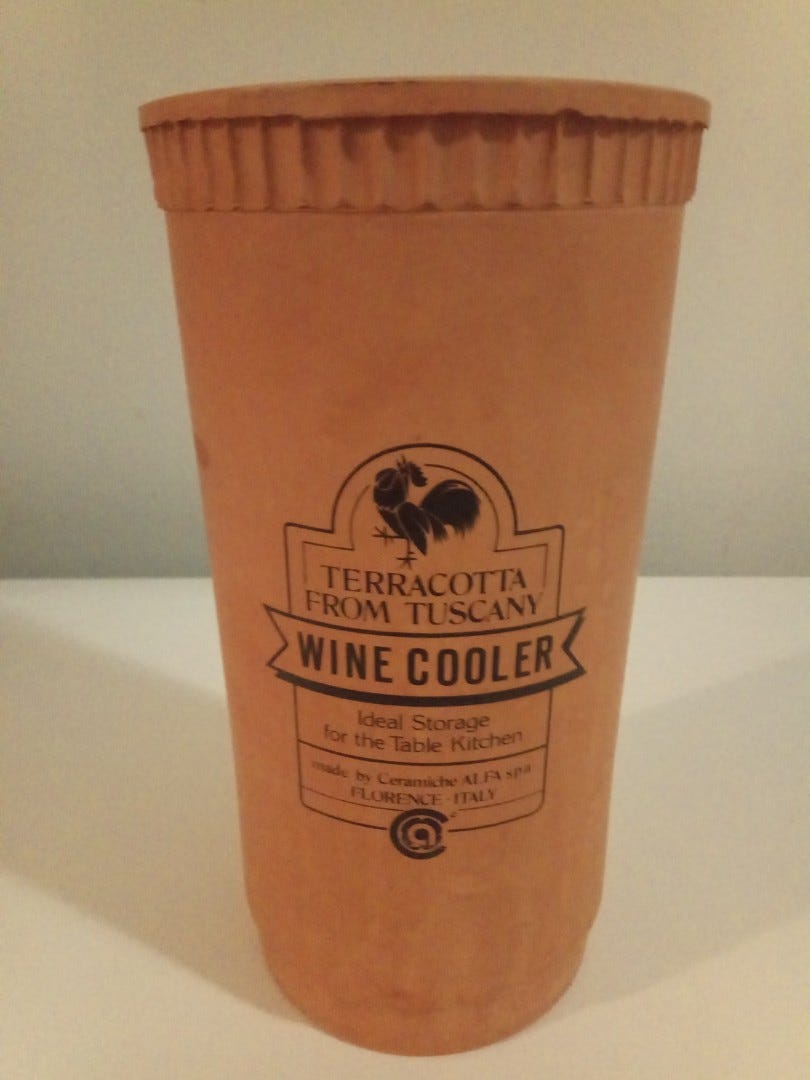 TERRACOTTA
FROM TUSCANY
WINE COOLER
Ideal Storage
for the Table Kitchen
made by Ceramiche ALFA spa
FLORENCE - ITALY